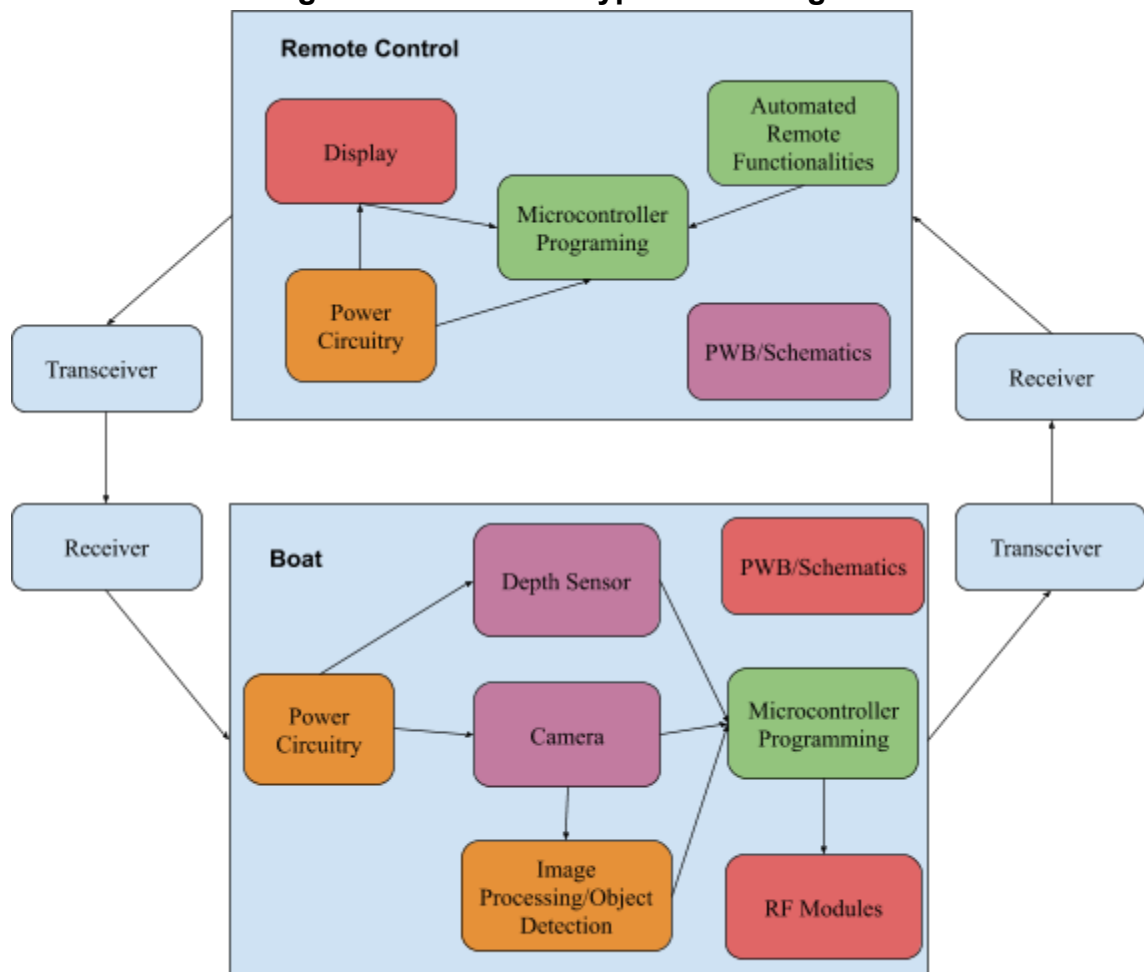 Remote Control
Display
Automated
Remote
Functionalities
Microcontroller
Programing
Power
Circuitry
PWB/Schematics
Transceiver
Receiver
Receiver
Transceiver
Boat
Depth Sensor
PWB/Schematics
Power
Circuitry
Camera
Microcontroller
Programming
Image
Processing/Object
Detection
RF Modules